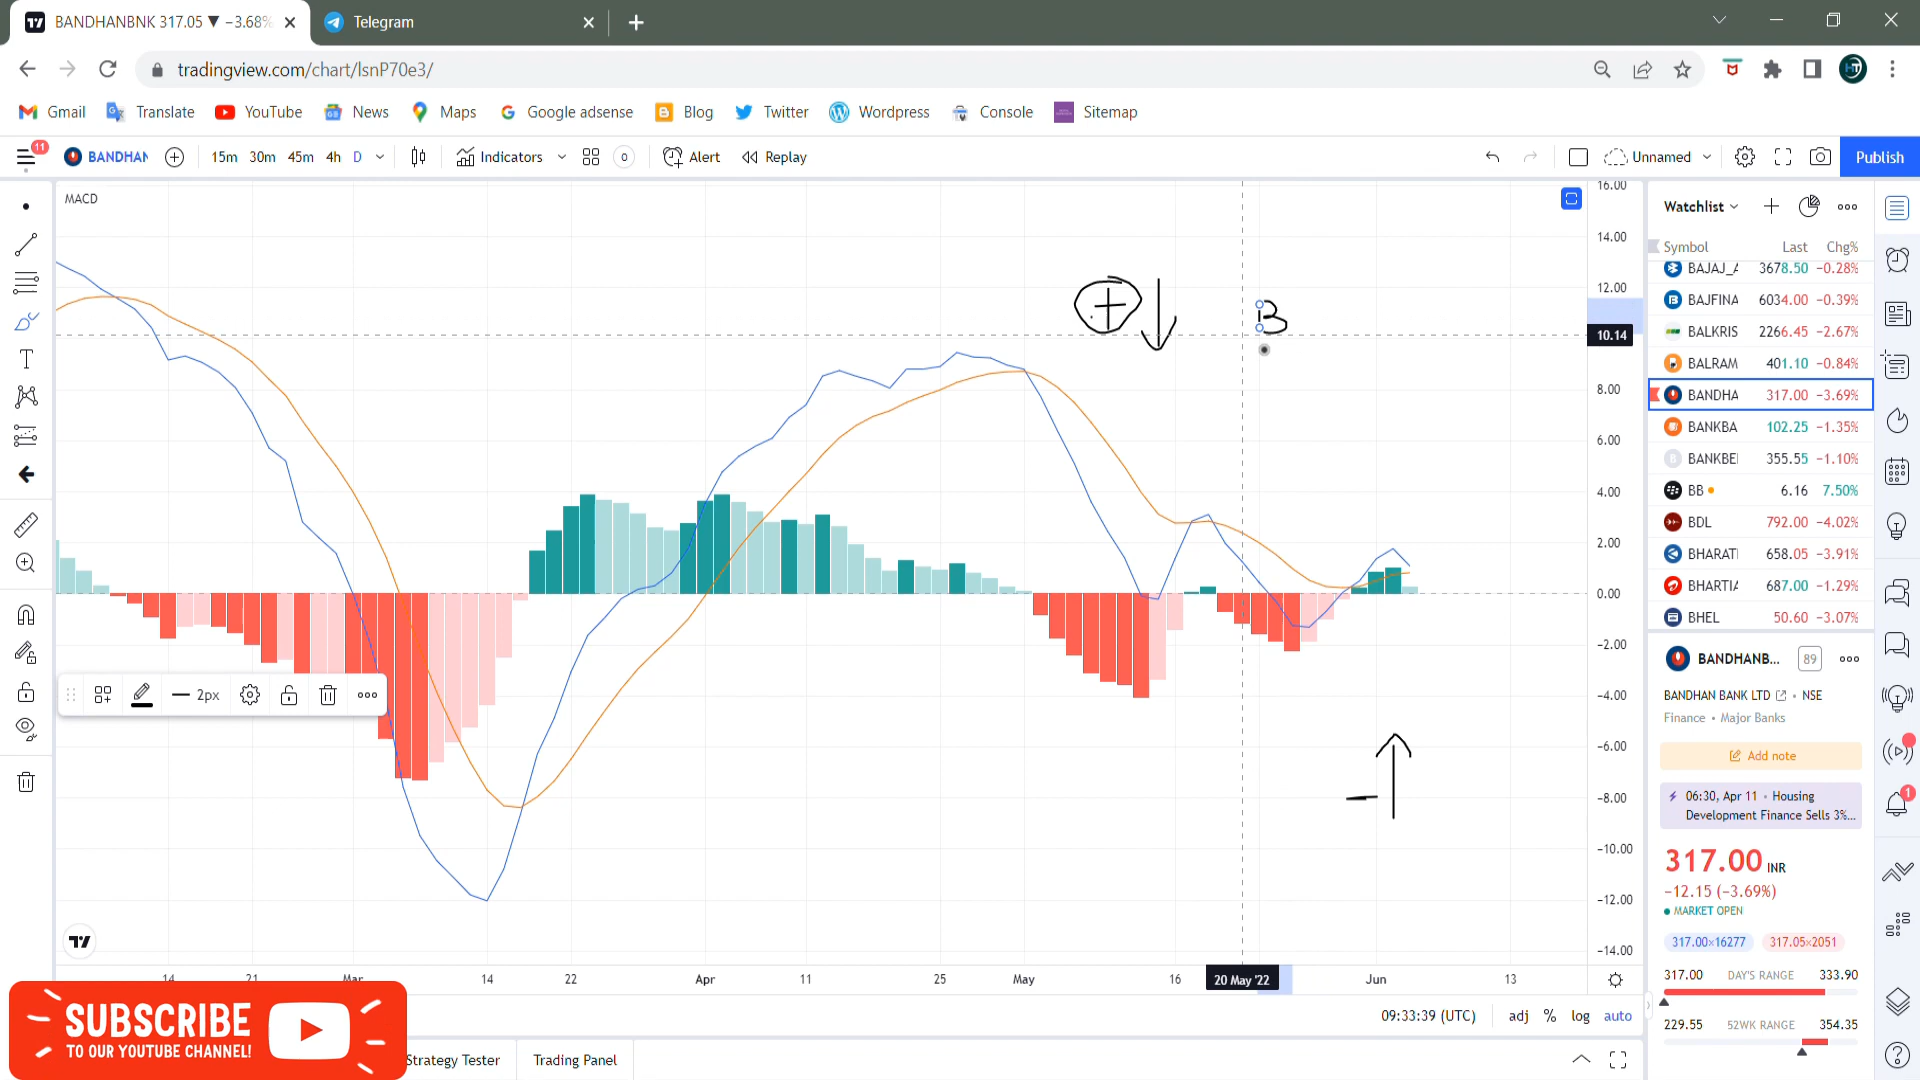 BANDHANBNK 317.05 ▼ −3.68%
Telegram
tradingview.com/chart/lsnP70e3/
Gmail
Translate
YouTube
News
Maps
Google adsense
Blog
Twitter
Wordpress
Console
Sitemap
11
BANDHAN
15m
30m
45m
4h
D
Indicators
0
Alert
Replay
Unnamed
Publish
MACD
16.00
14.00
12.00
10.14
8.00
6.00
4.00
2.00
0.00
−2.00
−4.00
−6.00
−8.00
−10.00
−12.00
−14.00
+
B
−
2px
14
21
Mar
14
22
Apr
11
25
May
16
20 May '22
Jun
13
Watchlist
Symbol Last Chg%
BAJAJ_A 3678.50 −0.28%
BAJFINA 6034.00 −0.39%
BALKRIS 2266.45 −2.67%
BALRAM 401.10 −0.84%
BANDHA 317.00 −3.69%
BANKBA 102.25 −1.35%
BANKBE 355.55 −1.10%
BB 6.16 7.50%
BDL 792.00 −4.02%
BHARATI 658.05 −3.91%
BHARTIA 687.00 −1.29%
BHEL 50.60 −3.07%
BANDHANB... 89
BANDHAN BANK LTD • NSE
Finance • Major Banks
Add note
06:30, Apr 11 • Housing
Development Finance Sells 3%...
317.00 INR
−12.15 (−3.69%)
MARKET OPEN
317.00×16277 317.05×2051
317.00 DAY'S RANGE 333.90
229.55 52WK RANGE 354.35
1
SUBSCRIBE
TO OUR YOUTUBE CHANNEL!
09:33:39 (UTC)
adj
%
log
auto
Strategy Tester
Trading Panel